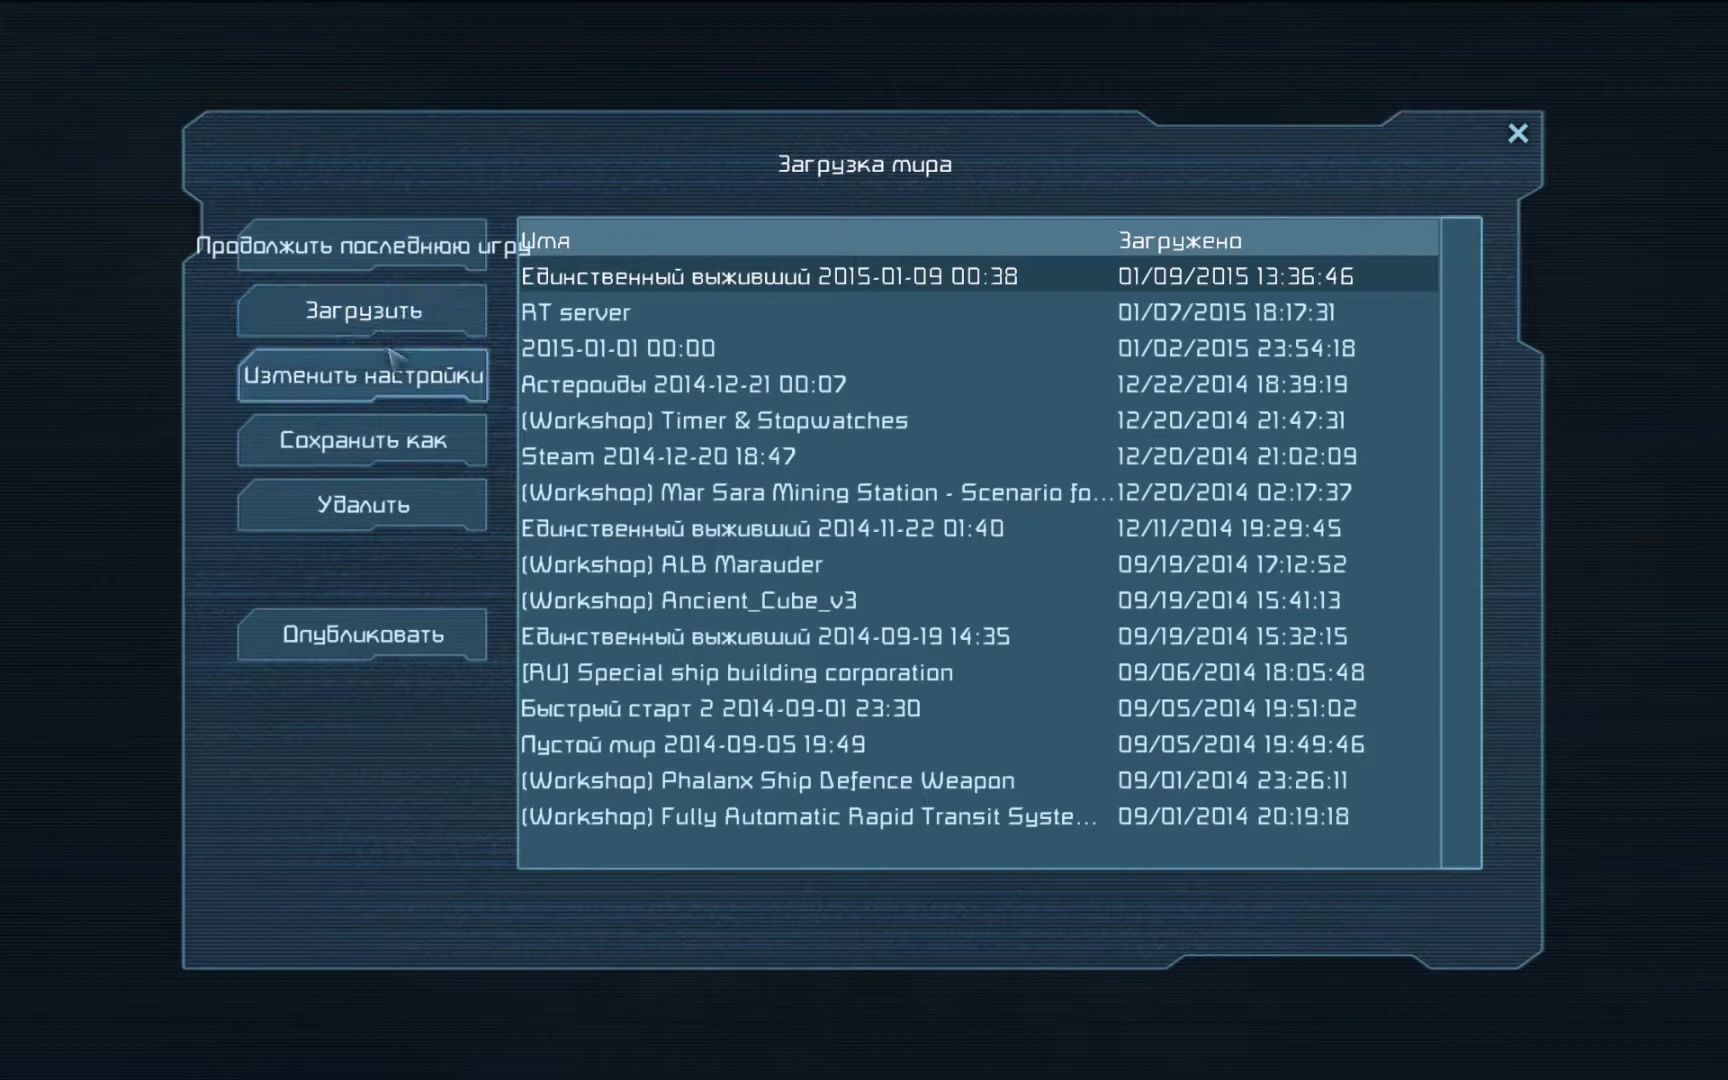 Загрузка мира
Продолжить последнюю игру
Загрузить
Изменить настройки
Сохранить как
Удалить
Опубликовать
Имя Загружено
Единственный выживший 2015-01-09 00:38 01/09/2015 13:36:46
RT server 01/07/2015 18:17:31
2015-01-01 00:00 01/02/2015 23:54:18
Астероиды 2014-12-21 00:07 12/22/2014 18:39:19
(Workshop) Timer & Stopwatches 12/20/2014 21:47:31
Steam 2014-12-20 18:47 12/20/2014 21:02:09
(Workshop) Mar Sara Mining Station - Scenario fo... 12/20/2014 02:17:37
Единственный выживший 2014-11-22 01:40 12/11/2014 19:29:45
(Workshop) ALB Marauder 09/19/2014 17:12:52
(Workshop) Ancient_Cube_v3 09/19/2014 15:41:13
Единственный выживший 2014-09-19 14:35 09/19/2014 15:32:15
[RU] Special ship building corporation 09/06/2014 18:05:48
Быстрый старт 2 2014-09-01 23:30 09/05/2014 19:51:02
Пустой мир 2014-09-05 19:49 09/05/2014 19:49:46
(Workshop) Phalanx Ship Defence Weapon 09/01/2014 23:26:11
(Workshop) Fully Automatic Rapid Transit Syste... 09/01/2014 20:19:18